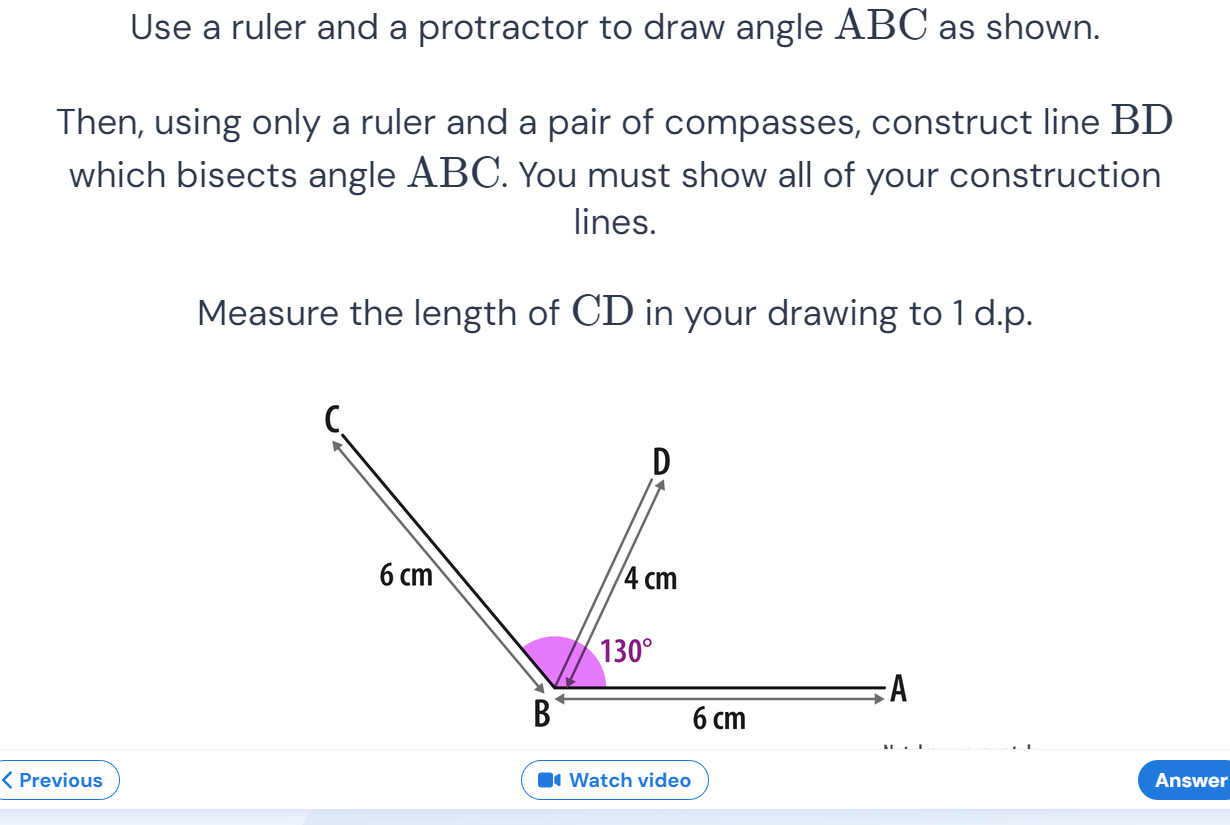 Use a ruler and a protractor to draw angle ABC as shown.
Then, using only a ruler and a pair of compasses, construct line BD
which bisects angle ABC. You must show all of your construction
lines.
Measure the length of CD in your drawing to 1 d.p.
C
D
6 cm
4 cm
130°
A
B
6 cm
Previous
Watch video
Answer